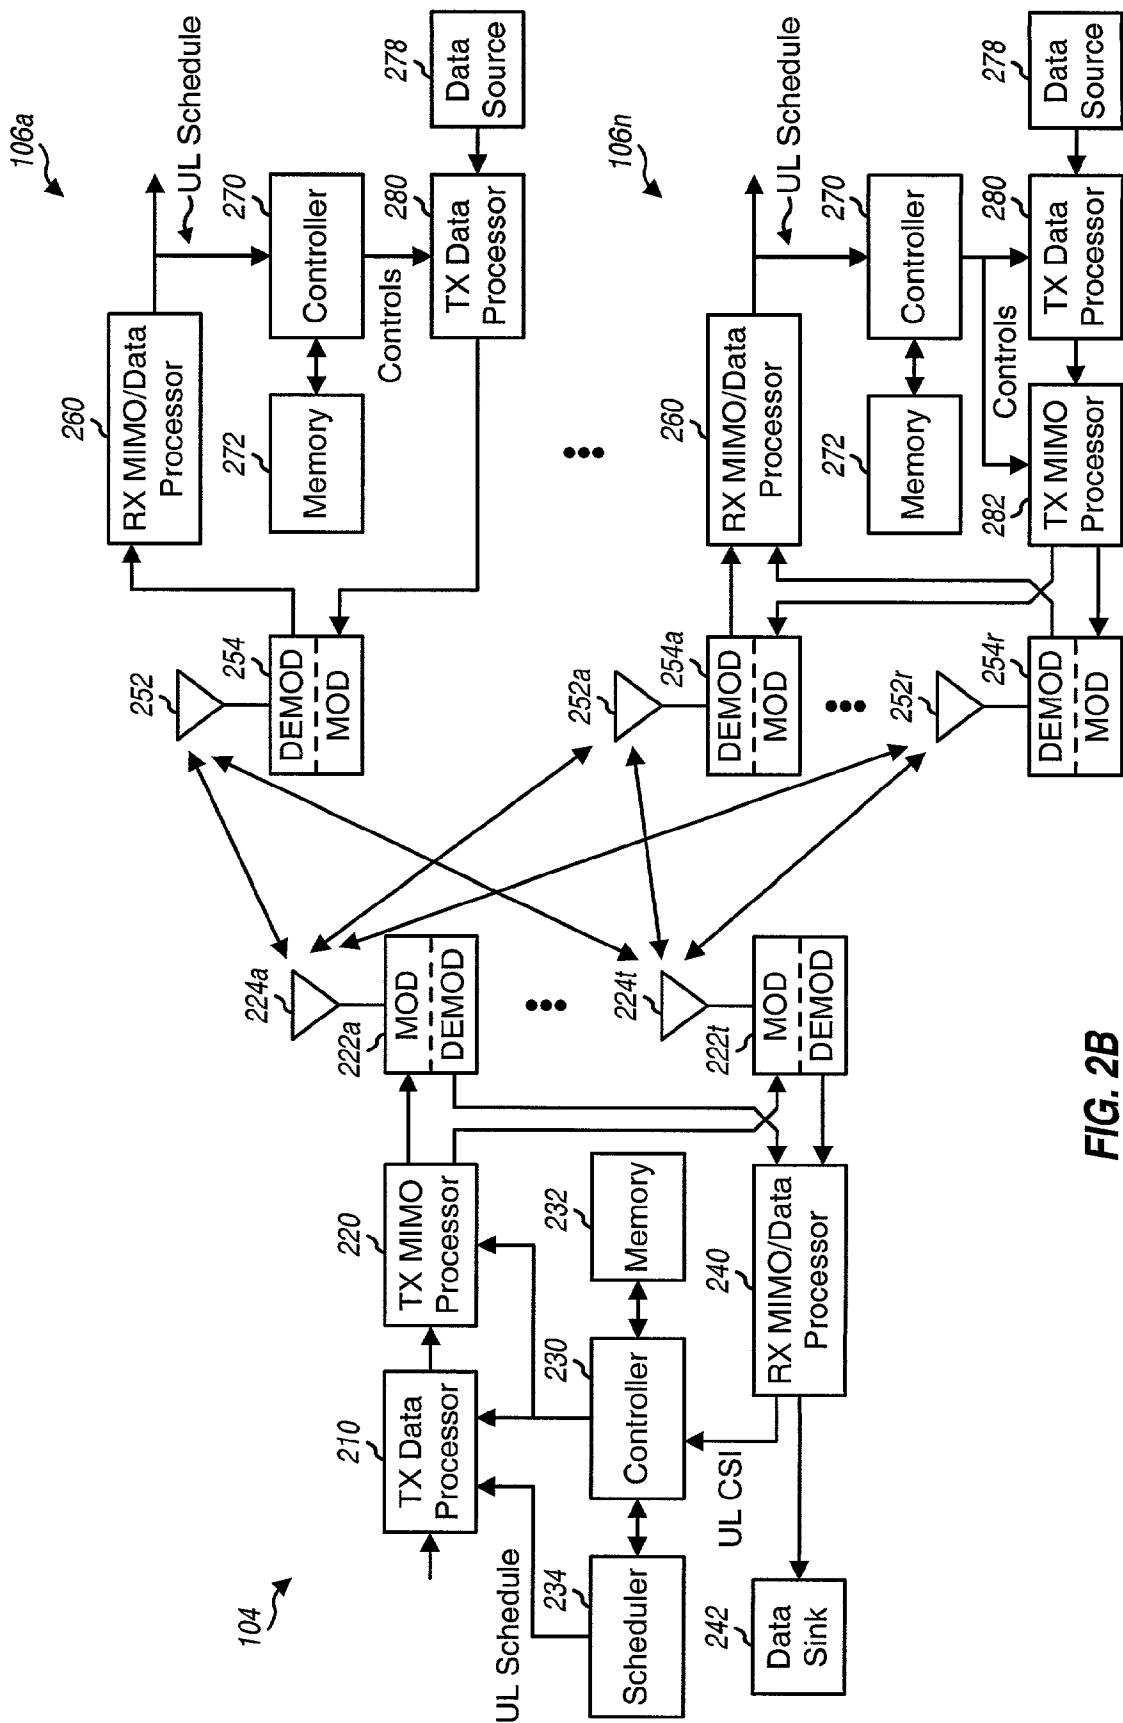 104
210
TX Data
Processor
220
TX MIMO
Processor
222a
MOD
DEMOD
224a
UL Schedule
234
Scheduler
230
Controller
232
Memory
224t
222t
MOD
DEMOD
UL CSI
242
Data
Sink
240
RX MIMO/Data
Processor
106a
252
254
DEMOD
MOD
260
RX MIMO/Data
Processor
UL Schedule
272
Memory
270
Controller
Controls
280
TX Data
Processor
278
Data
Source
106n
252a
254a
DEMOD
MOD
260
RX MIMO/Data
Processor
UL Schedule
272
Memory
270
Controller
Controls
252r
254r
DEMOD
MOD
282
TX MIMO
Processor
280
TX Data
Processor
278
Data
Source
FIG. 2B